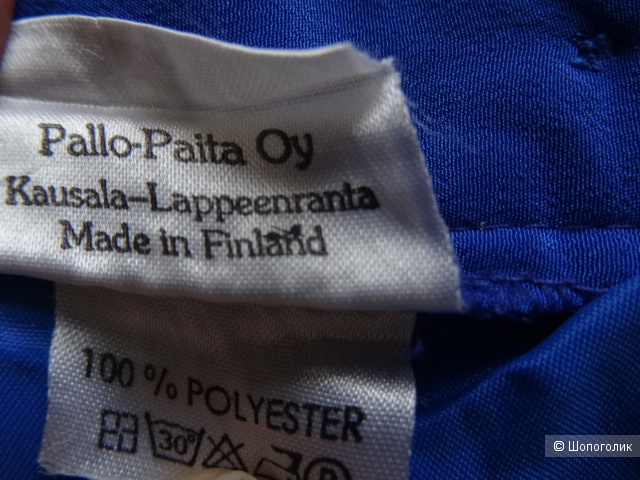 Pallo-Paita Oy
Kausala-Lappeenranta
Made in Finland
100 % POLYESTER
30°
P
© Шопоголик